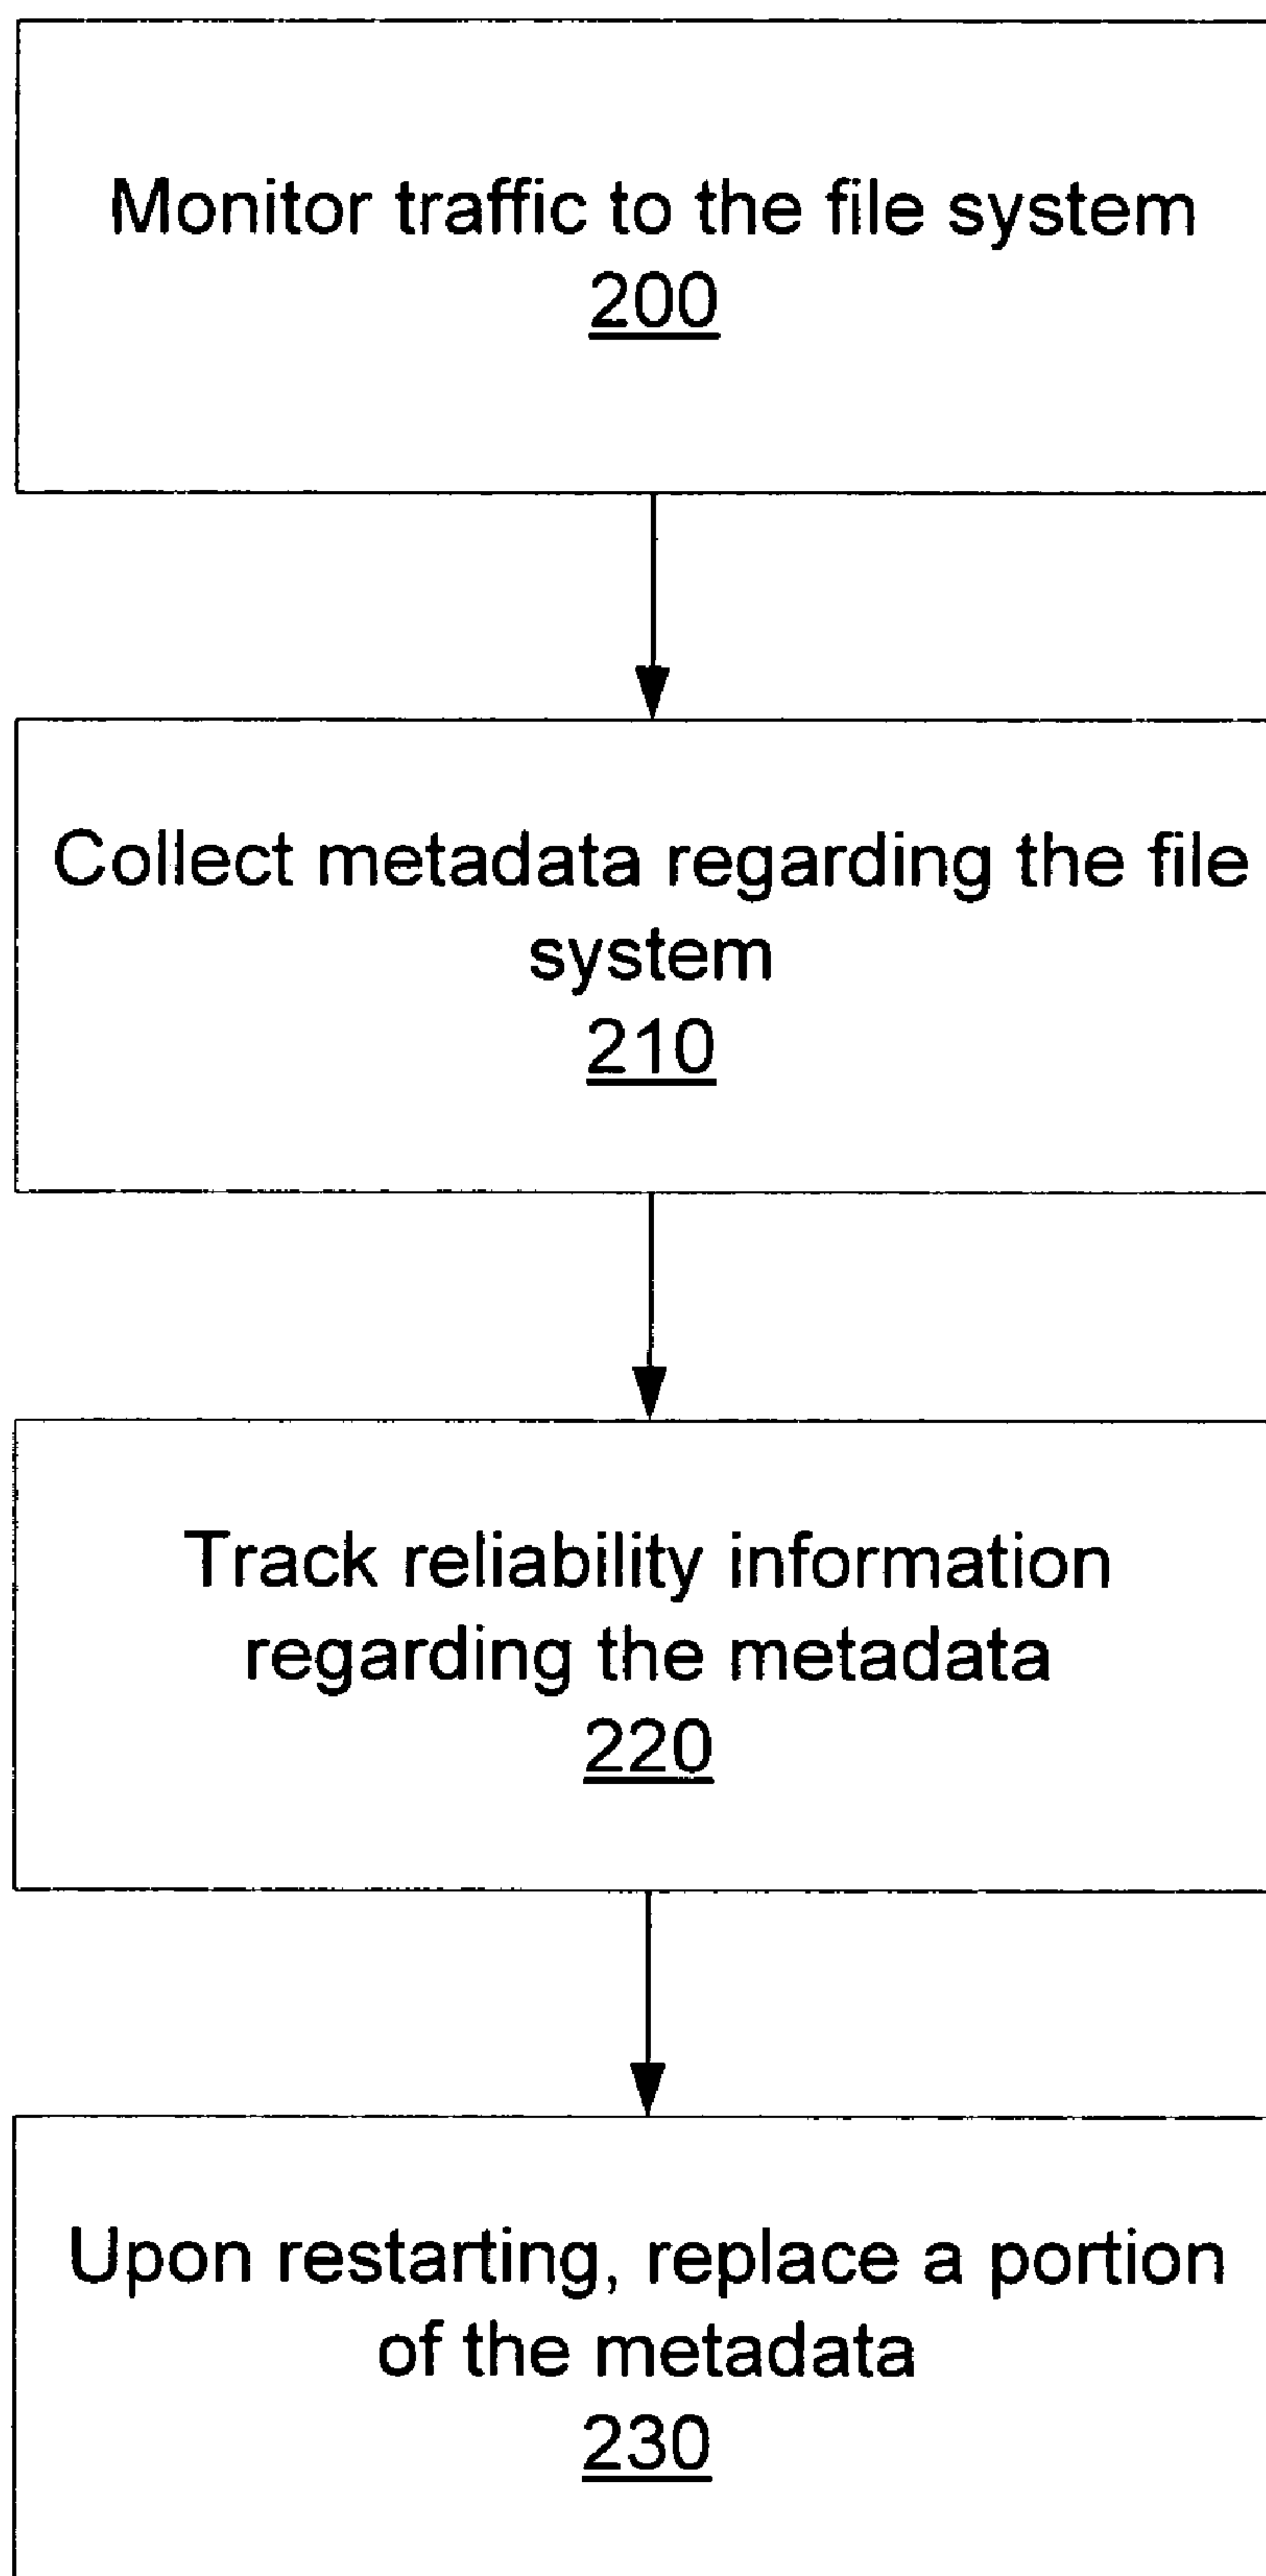 Monitor traffic to the file system
200
Collect metadata regarding the file
system
210
Track reliability information
regarding the metadata
220
Upon restarting, replace a portion
of the metadata
230